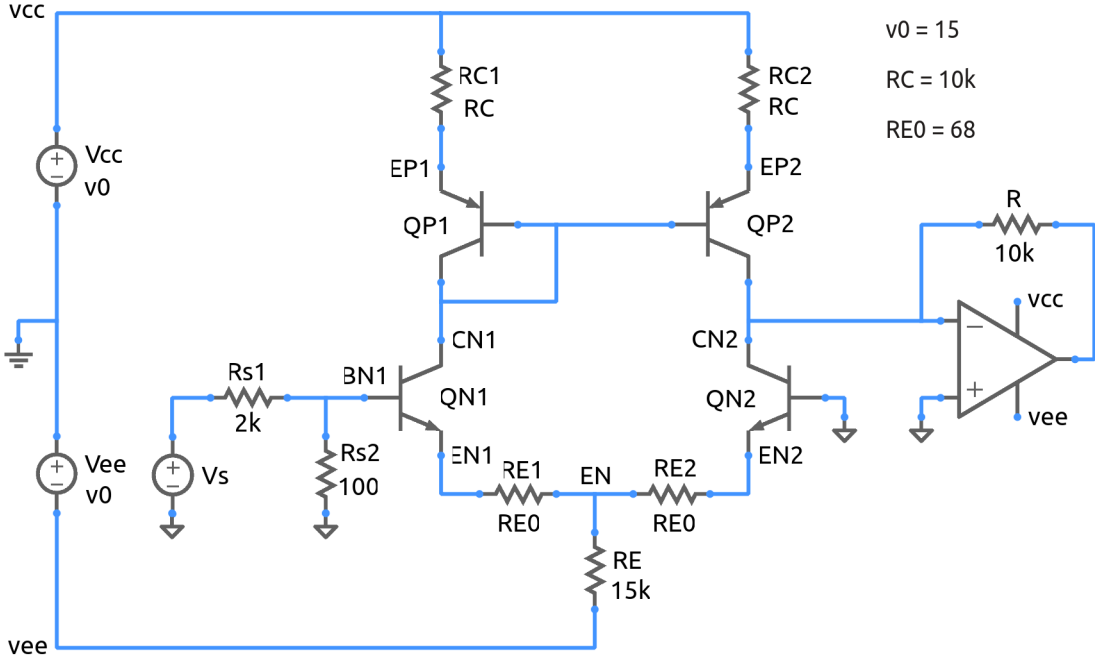 vcc
v0 = 15
RC1
RC
RC2
RC
RC = 10k
RE0 = 68
Vcc
v0
EP1
EP2
QP1
QP2
R
10k
vcc
vee
CN1
CN2
Rs1
2k
BN1
QN1
QN2
Vee
v0
Vs
Rs2
100
EN1
RE1
RE0
EN
RE2
RE0
EN2
RE
15k
vee